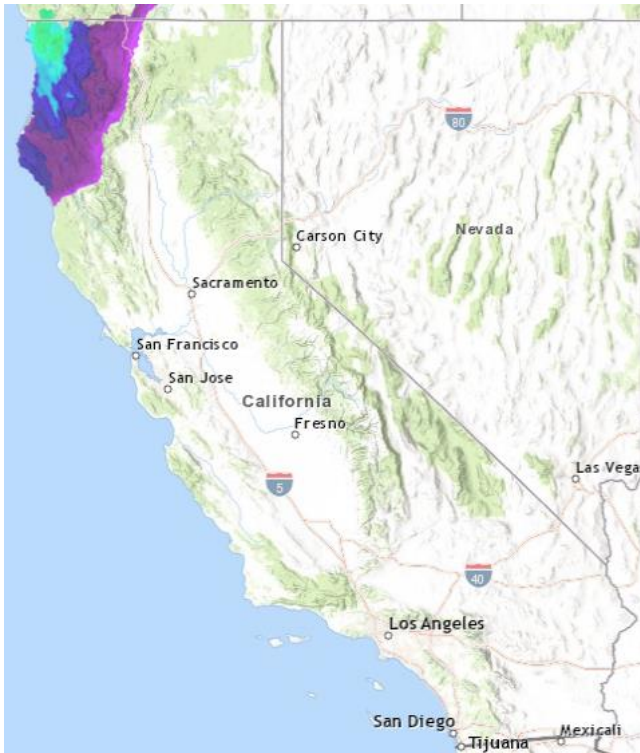 80
Nevada
Carson City
Sacramento
San Francisco
San Jose
California
Fresno
Las Vega
5
40
Los Angeles
San Diego
Tijuana
Mexicali